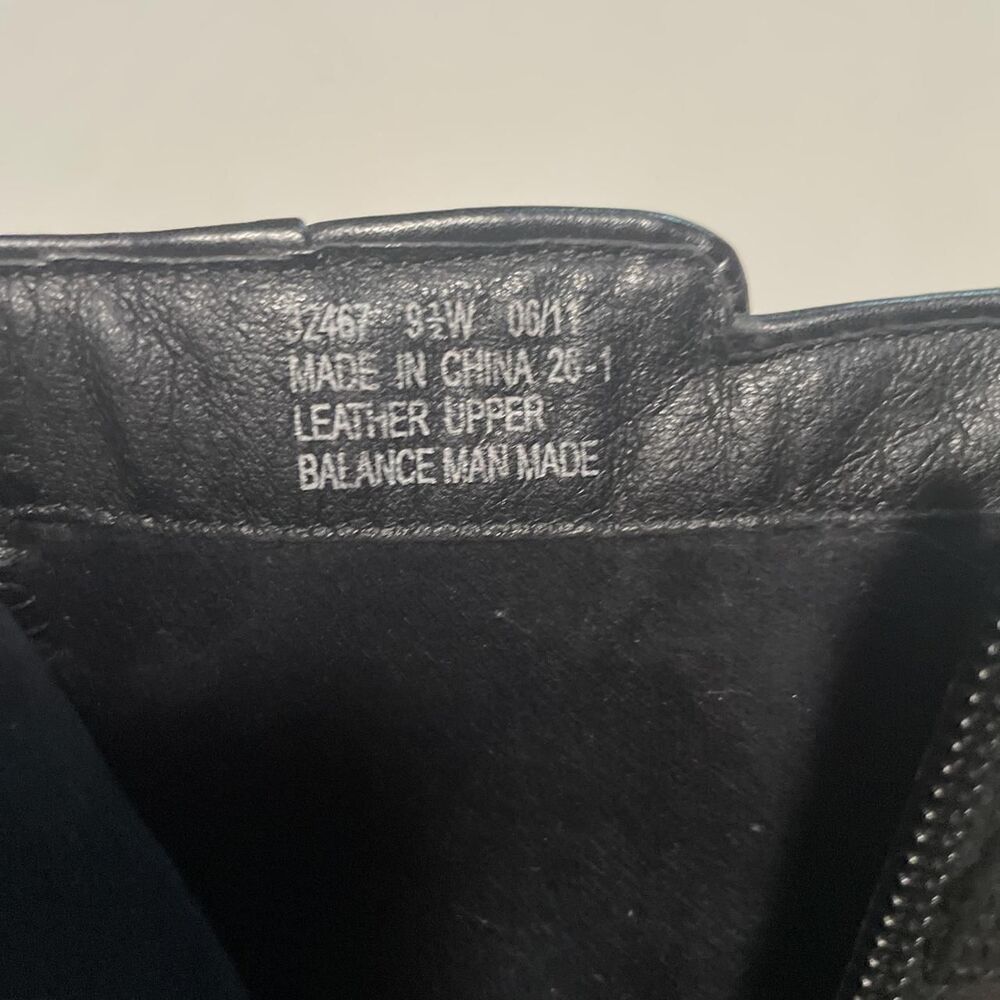 32467 9½W 06/11
MADE IN CHINA 26-1
LEATHER UPPER
BALANCE MAN MADE